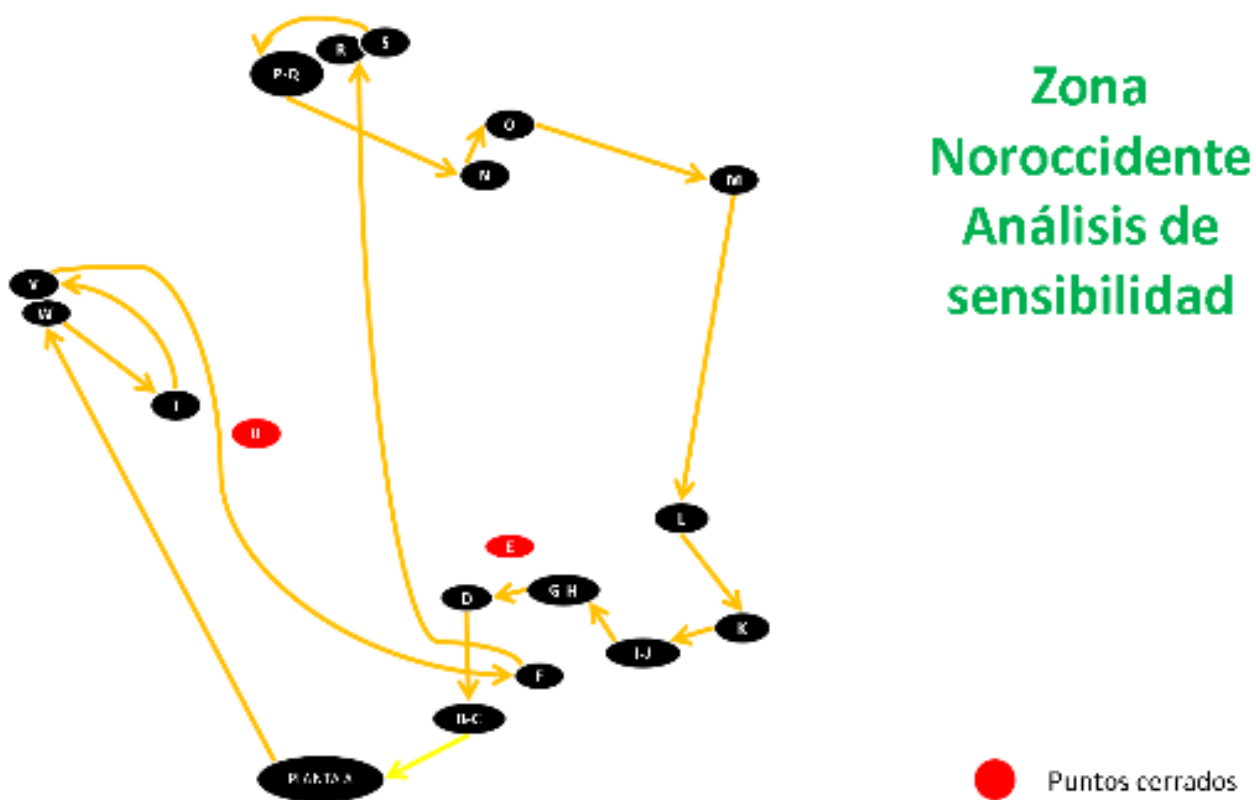 S
R
P-Q
O
N
M
Zona
Noroccidente
Análisis de
sensibilidad
V
W
L
E
G-H
D
K
I-J
F
B-C
PLANTA A
Puntos cerrados